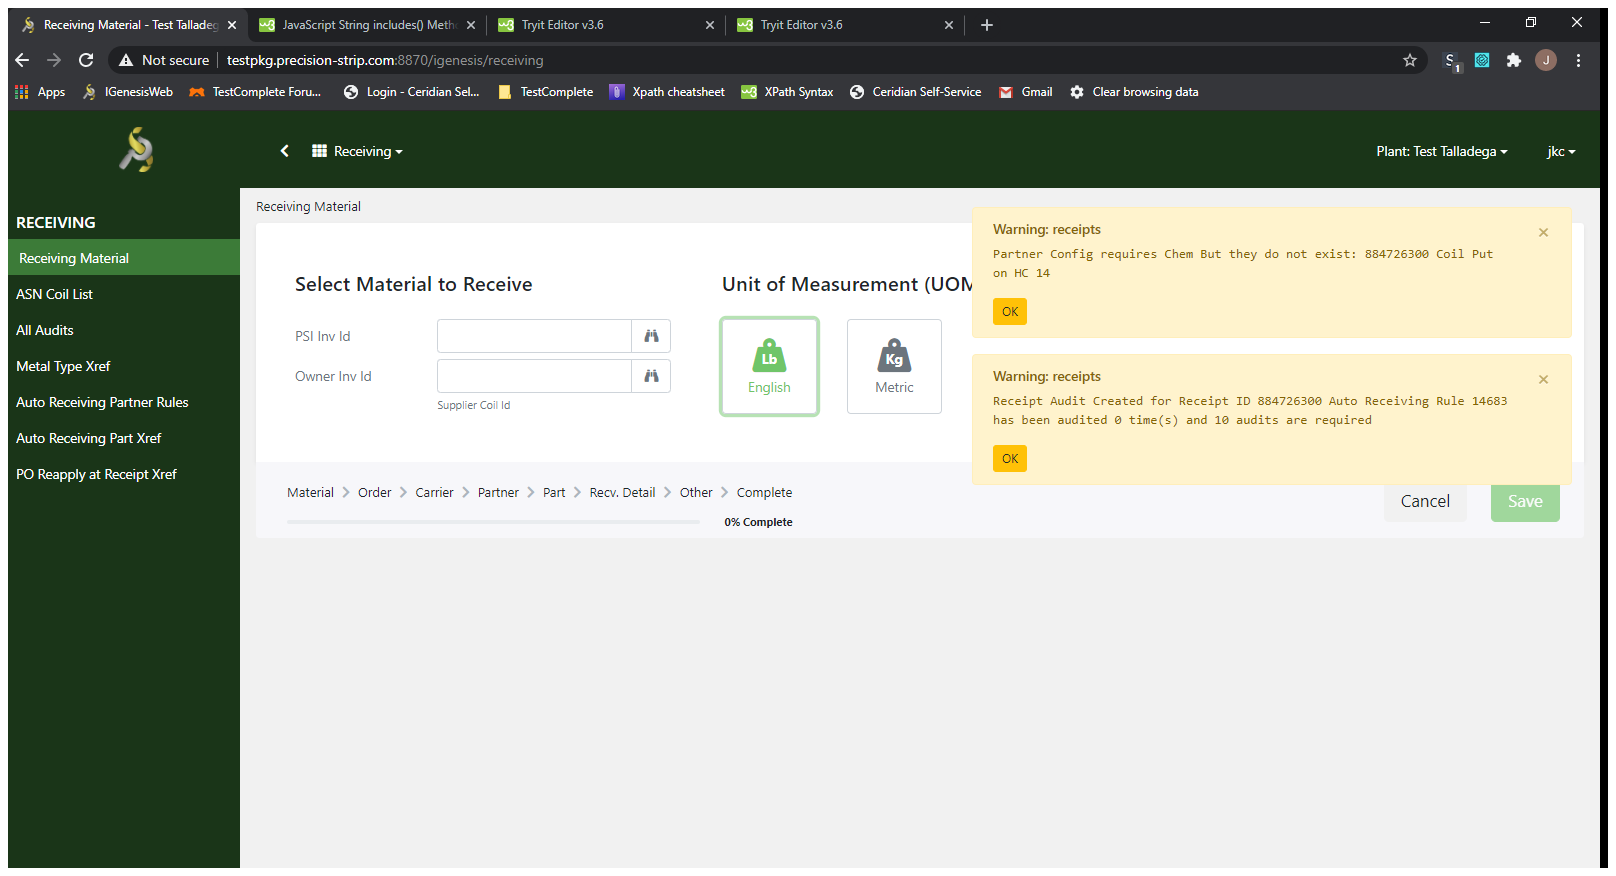 Receiving Material - Test Talladeg
JavaScript String includes() Meth
Tryit Editor v3.6
Tryit Editor v3.6
Not secure
testpkg.precision-strip.com:8870/igenesis/receiving
S 1
J
Apps
IGenesisWeb
TestComplete Foru...
Login - Ceridian Sel...
TestComplete
Xpath cheatsheet
XPath Syntax
Ceridian Self-Service
Gmail
Clear browsing data
Receiving
Plant: Test Talladega
jkc
RECEIVING
Receiving Material
ASN Coil List
All Audits
Metal Type Xref
Auto Receiving Partner Rules
Auto Receiving Part Xref
PO Reapply at Receipt Xref
Receiving Material
Select Material to Receive
PSI Inv Id
Owner Inv Id
Supplier Coil Id
Unit of Measurement (UOM
Lb
English
Kg
Metric
Warning: receipts
Partner Config requires Chem But they do not exist: 884726300 Coil Put
on HC 14
OK
Warning: receipts
Receipt Audit Created for Receipt ID 884726300 Auto Receiving Rule 14683
has been audited 0 time(s) and 10 audits are required
OK
Material > Order > Carrier > Partner > Part > Recv. Detail > Other > Complete
0% Complete
Cancel
Save